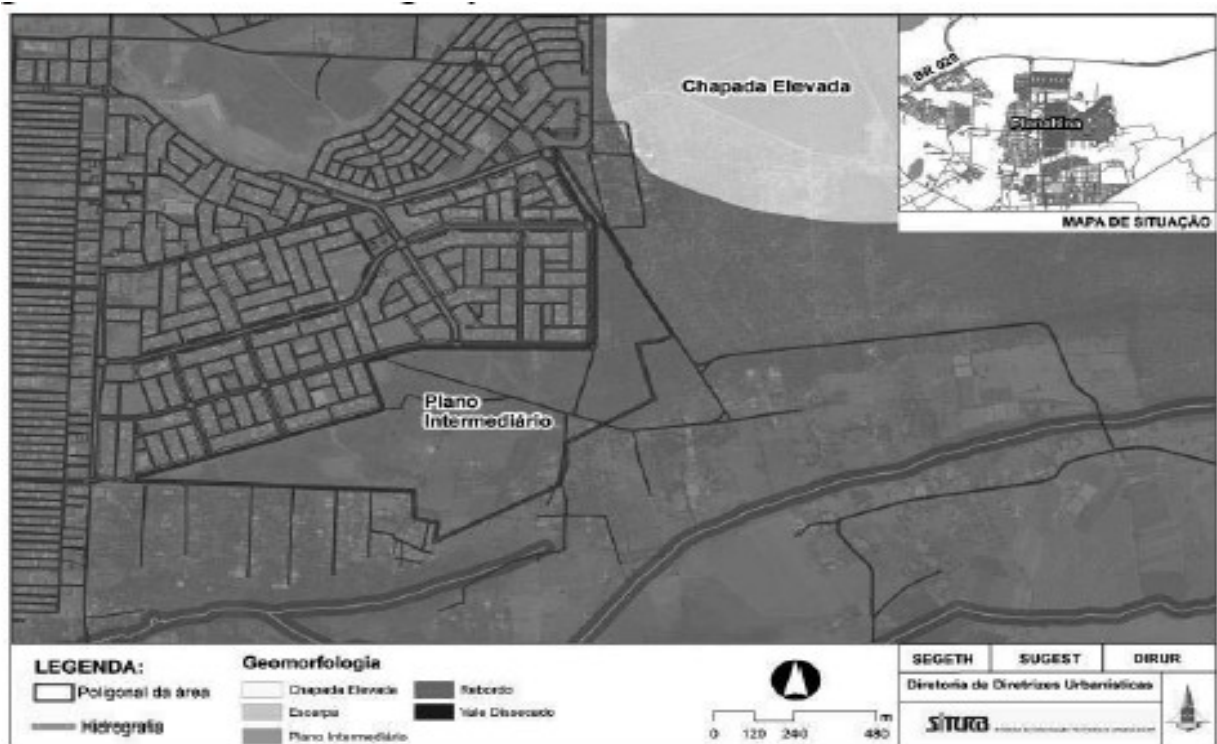 Chapada Elevada
BR 020
Planaltina
MAPA DE SITUAÇÃO
Plano
Intermediário
LEGENDA:
Poligonal da área
Hidrografia
Geomorfologia
Chapada Elevada
Escarpa
Plano Intermediário
Rebordo
Vale Dissecado
m
0 120 240 480
SEGETH SUGEST DIRUR
Diretoria de Diretrizes Urbanísticas
SITURB